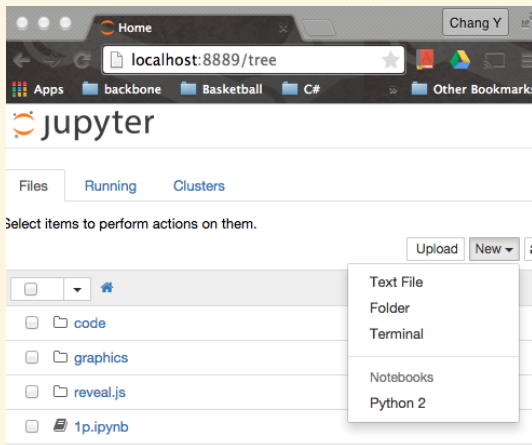 Home
Chang Y
localhost:8889/tree
Apps backbone Basketball C# » Other Bookmarks
jupyter
Files Running Clusters
Select items to perform actions on them.
Upload New
Text File
Folder
Terminal
Notebooks
Python 2
code
graphics
reveal.js
1p.ipynb